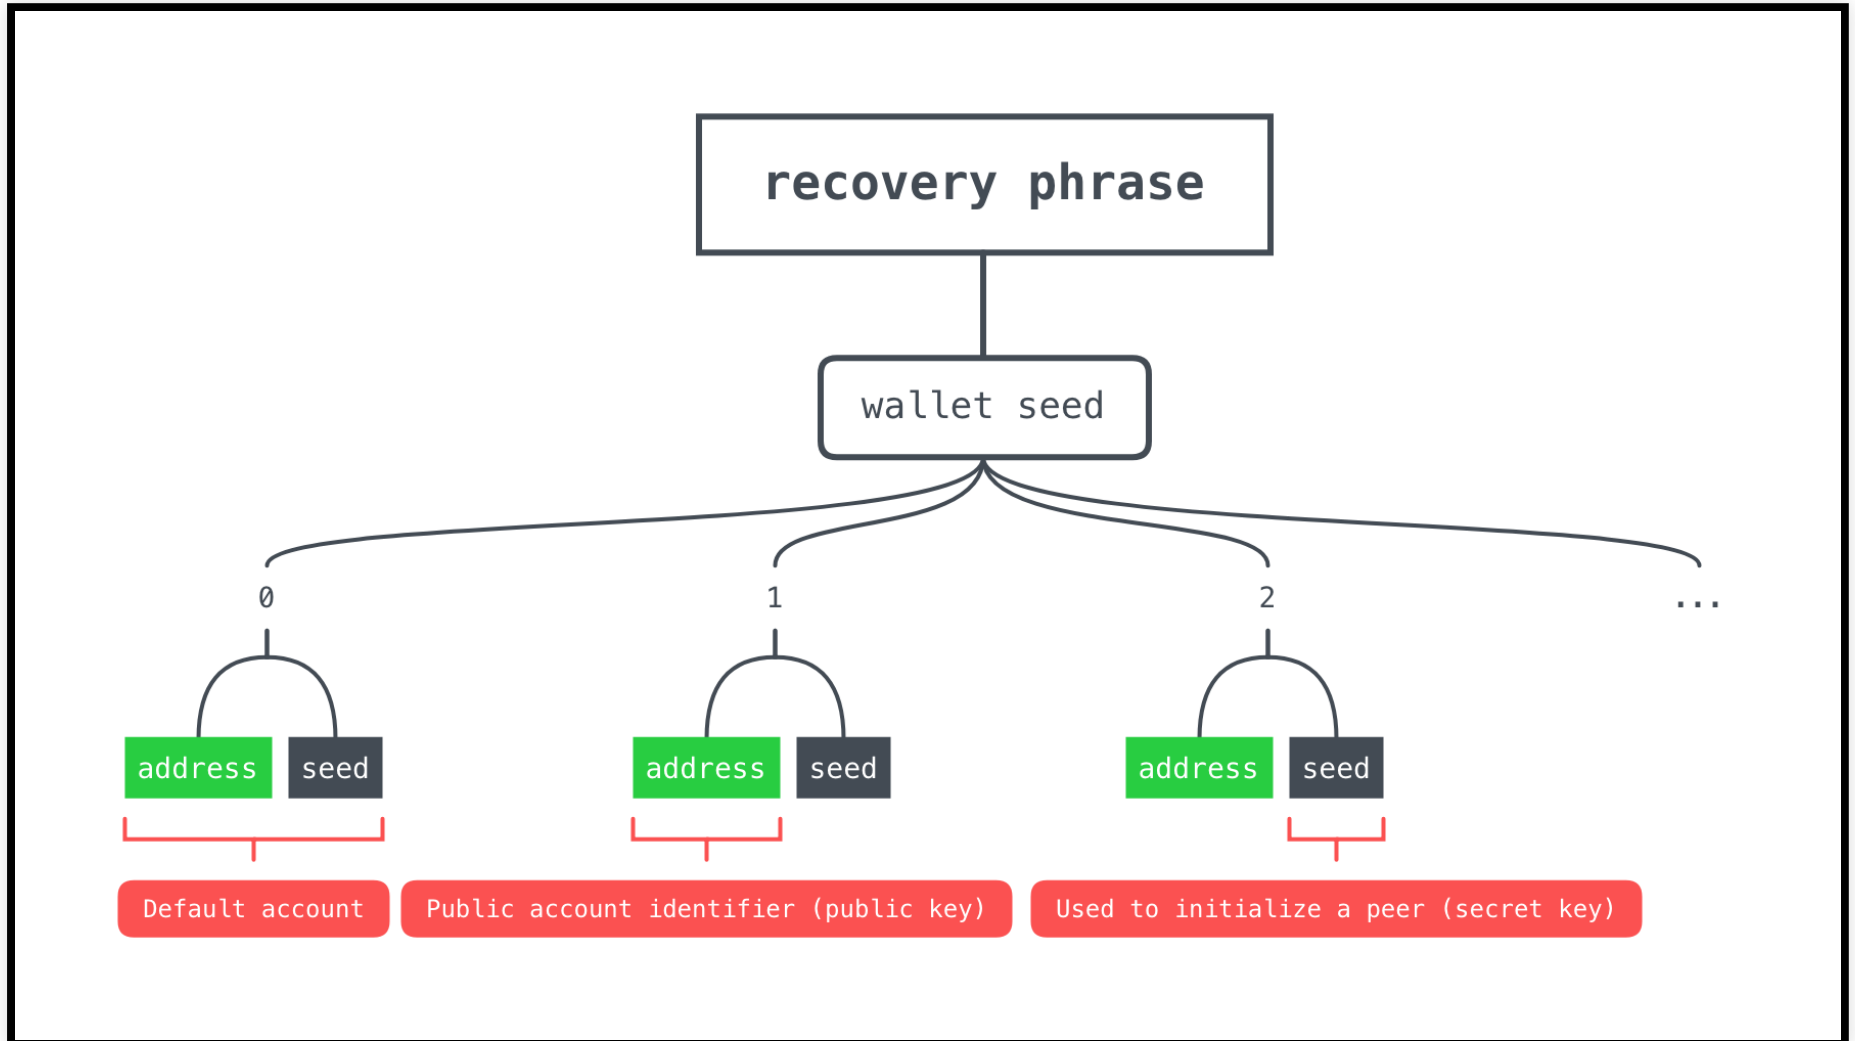 recovery phrase
wallet seed
0
1
2
...
address
seed
address
seed
address
seed
Default account
Public account identifier (public key)
Used to initialize a peer (secret key)